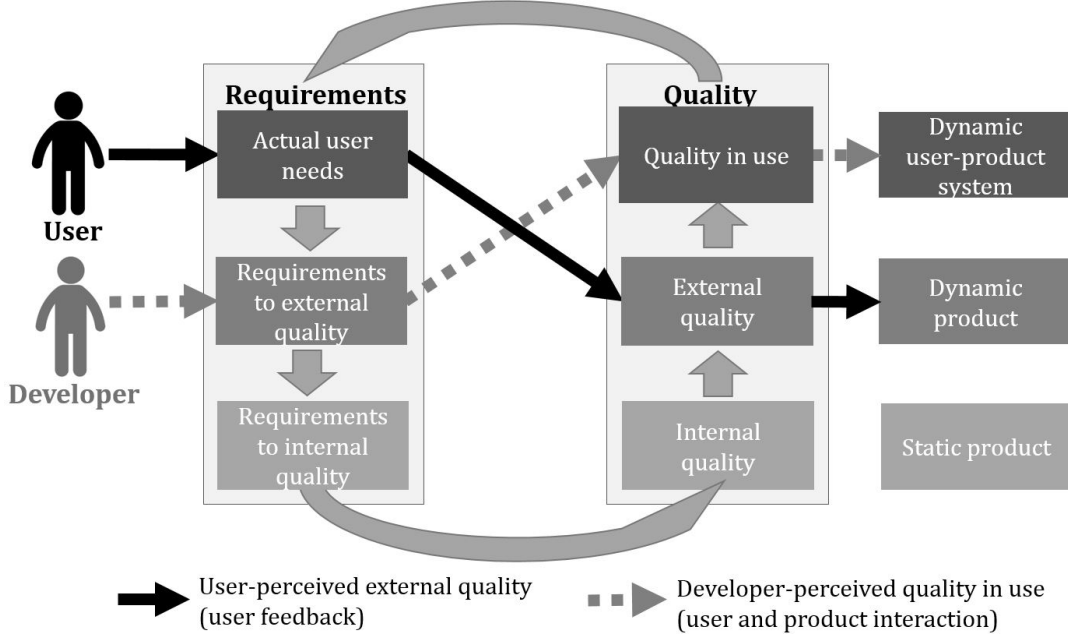 Requirements
Quality
User
Developer
Actual user
needs
Requirements
to external
quality
Requirements
to internal
quality
Quality in use
External
quality
Internal
quality
Dynamic
user-product
system
Dynamic
product
Static product
User-perceived external quality
(user feedback)
Developer-perceived quality in use
(user and product interaction)